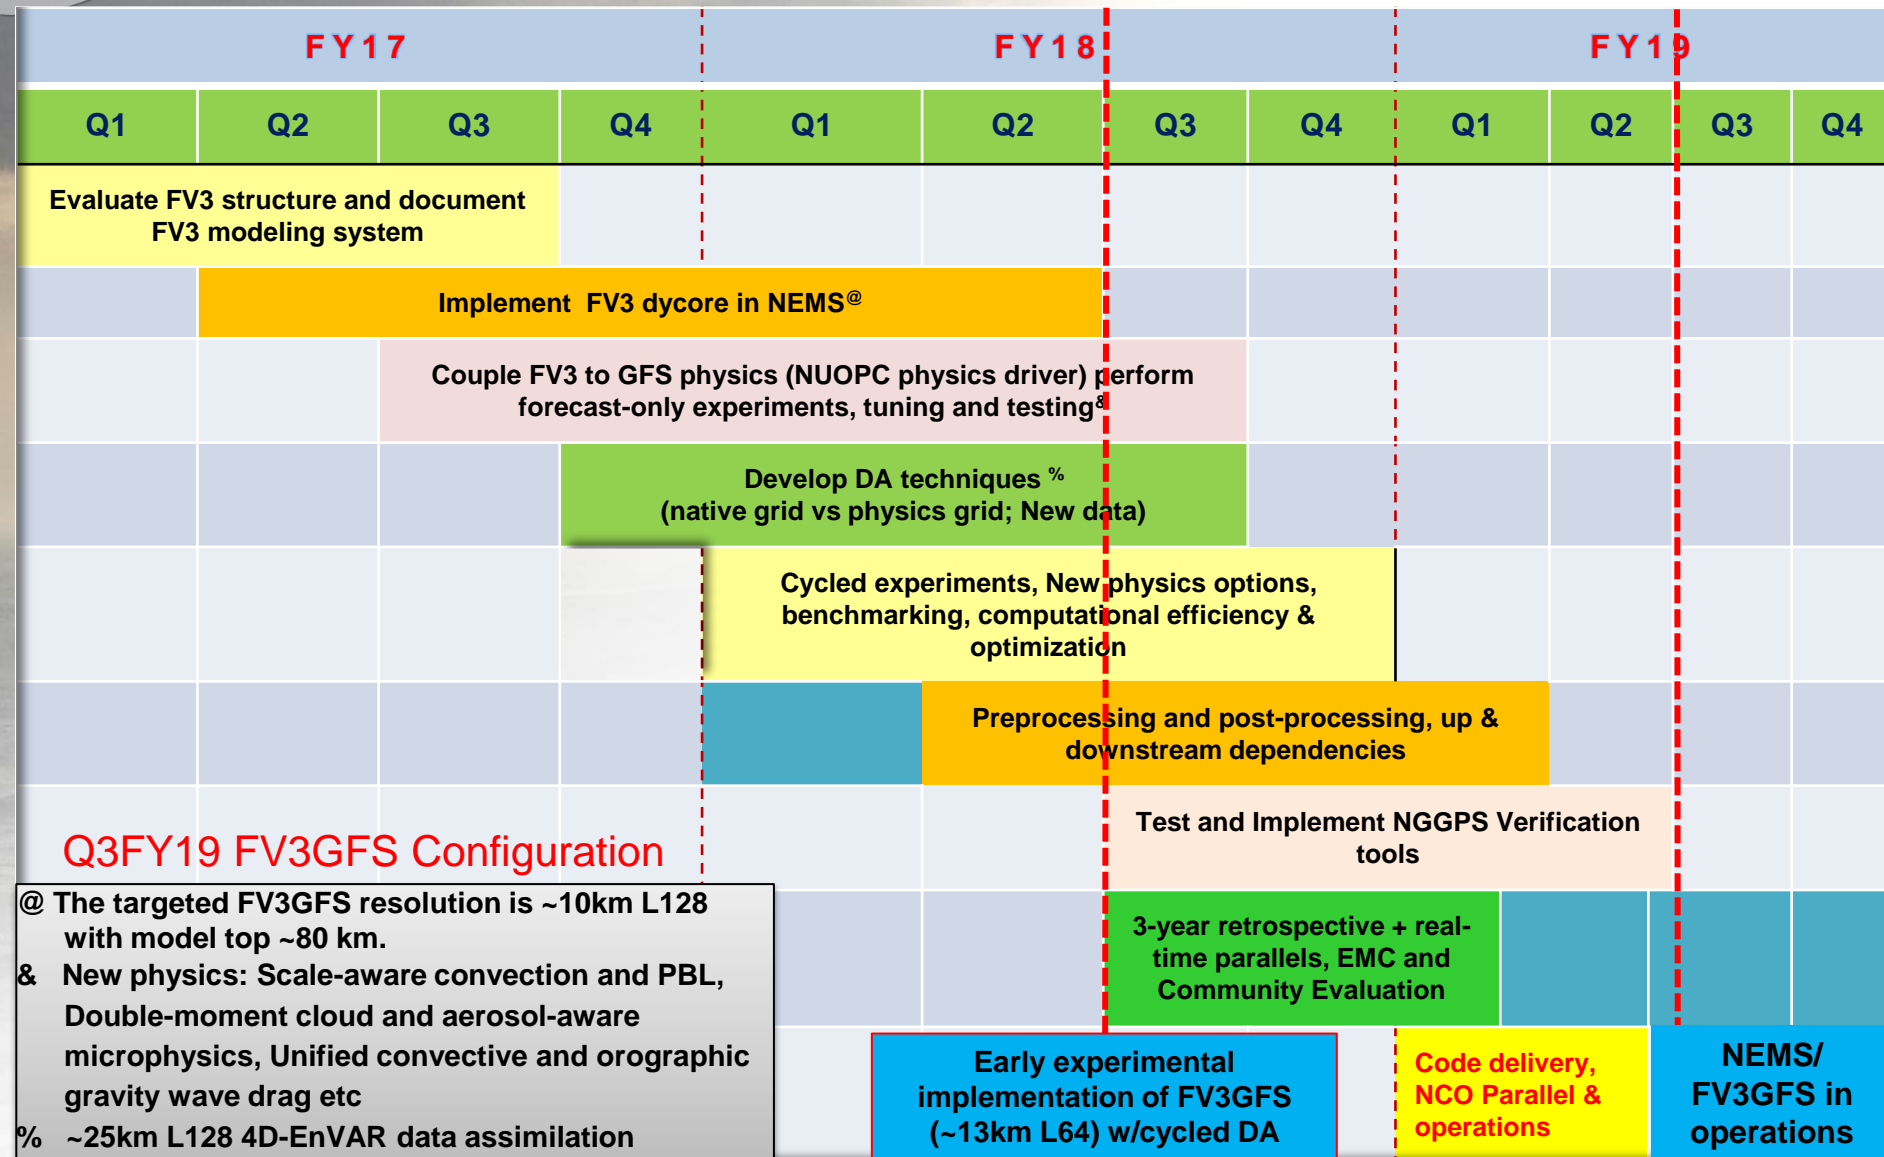 FY17 FY18 FY19
Q1 Q2 Q3 Q4 Q1 Q2 Q3 Q4 Q1 Q2 Q3 Q4
Evaluate FV3 structure and document
FV3 modeling system
Implement FV3 dycore in NEMS@
Couple FV3 to GFS physics (NUOPC physics driver) perform
forecast-only experiments, tuning and testing&
Develop DA techniques %
(native grid vs physics grid; New data)
Cycled experiments, New physics options,
benchmarking, computational efficiency &
optimization
Preprocessing and post-processing, up &
downstream dependencies
Test and Implement NGGPS Verification
tools
3-year retrospective + real-
time parallels, EMC and
Community Evaluation
Early experimental
implementation of FV3GFS
(~13km L64) w/cycled DA
Code delivery,
NCO Parallel &
operations
NEMS/
FV3GFS in
operations
Q3FY19 FV3GFS Configuration
@ The targeted FV3GFS resolution is ~10km L128
with model top ~80 km.
& New physics: Scale-aware convection and PBL,
Double-moment cloud and aerosol-aware
microphysics, Unified convective and orographic
gravity wave drag etc
% ~25km L128 4D-EnVAR data assimilation